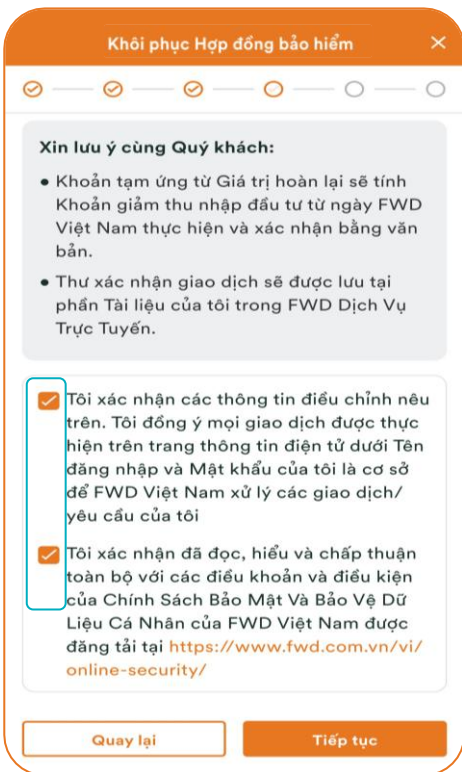 Khôi phục Hợp đồng bảo hiểm
Xin lưu ý cùng Quý khách:
• Khoản tạm ứng từ Giá trị hoàn lại sẽ tính
Khoản giảm thu nhập đầu tư từ ngày FWD
Việt Nam thực hiện và xác nhận bằng văn
bản.
• Thư xác nhận giao dịch sẽ được lưu tại
phần Tài liệu của tôi trong FWD Dịch Vụ
Trực Tuyến.
Tôi xác nhận các thông tin điều chỉnh nêu
trên. Tôi đồng ý mọi giao dịch được thực
hiện trên trang thông tin điện tử dưới Tên
đăng nhập và Mật khẩu của tôi là cơ sở
để FWD Việt Nam xử lý các giao dịch/
yêu cầu của tôi
Tôi xác nhận đã đọc, hiểu và chấp thuận
toàn bộ với các điều khoản và điều kiện
của Chính Sách Bảo Mật Và Bảo Vệ Dữ
Liệu Cá Nhân của FWD Việt Nam được
đăng tải tại https://www.fwd.com.vn/vi/
online-security/
Quay lại
Tiếp tục